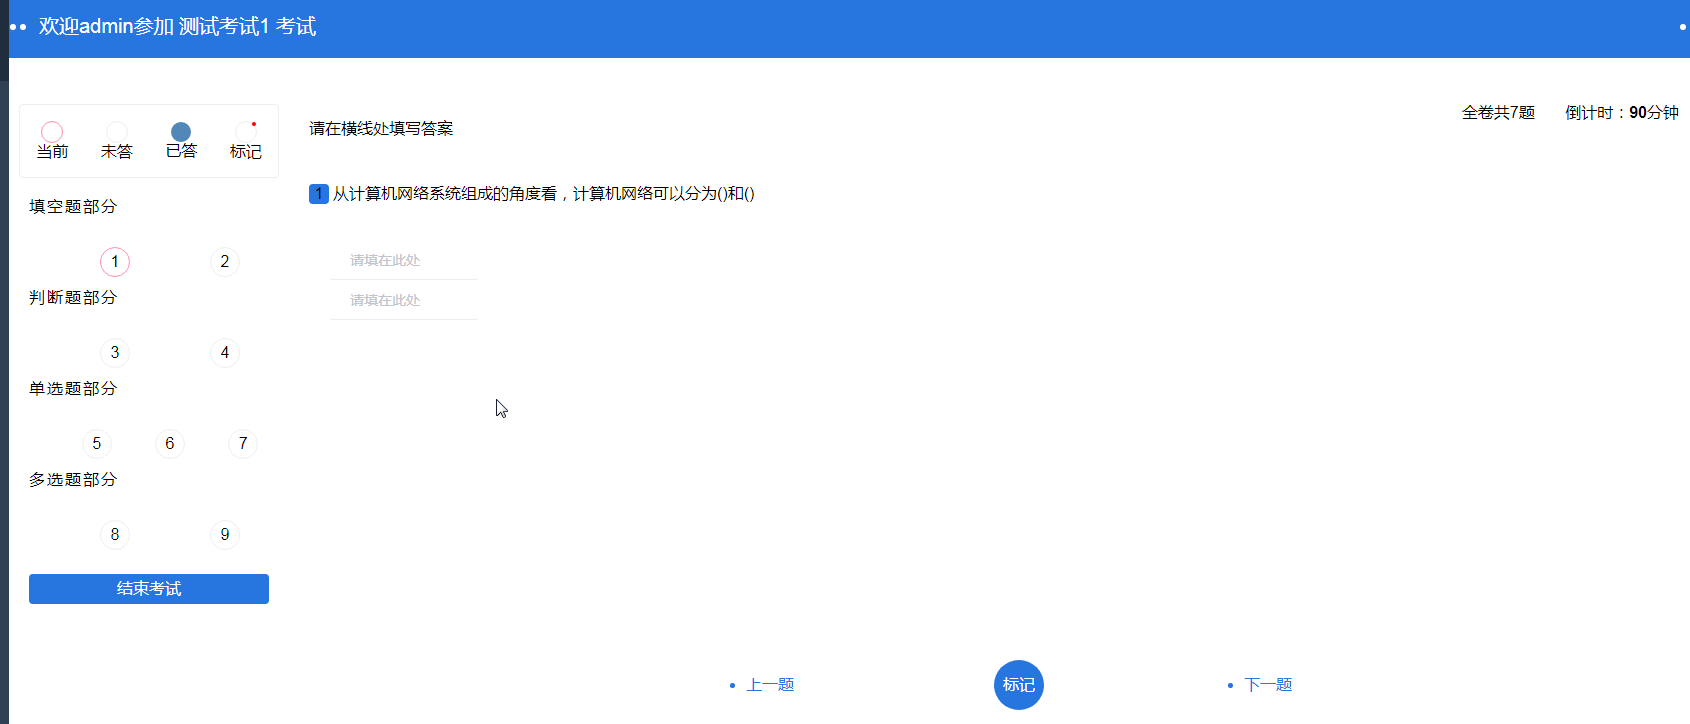 欢迎admin参加 测试考试1 考试
全卷共7题 倒计时：90分钟
当前 未答 已答 标记
请在横线处填写答案
填空题部分
1 2
判断题部分
3 4
单选题部分
5 6 7
多选题部分
8 9
结束考试
1 从计算机网络系统组成的角度看，计算机网络可以分为()和()
请填在此处
请填在此处
上一题 标记 下一题